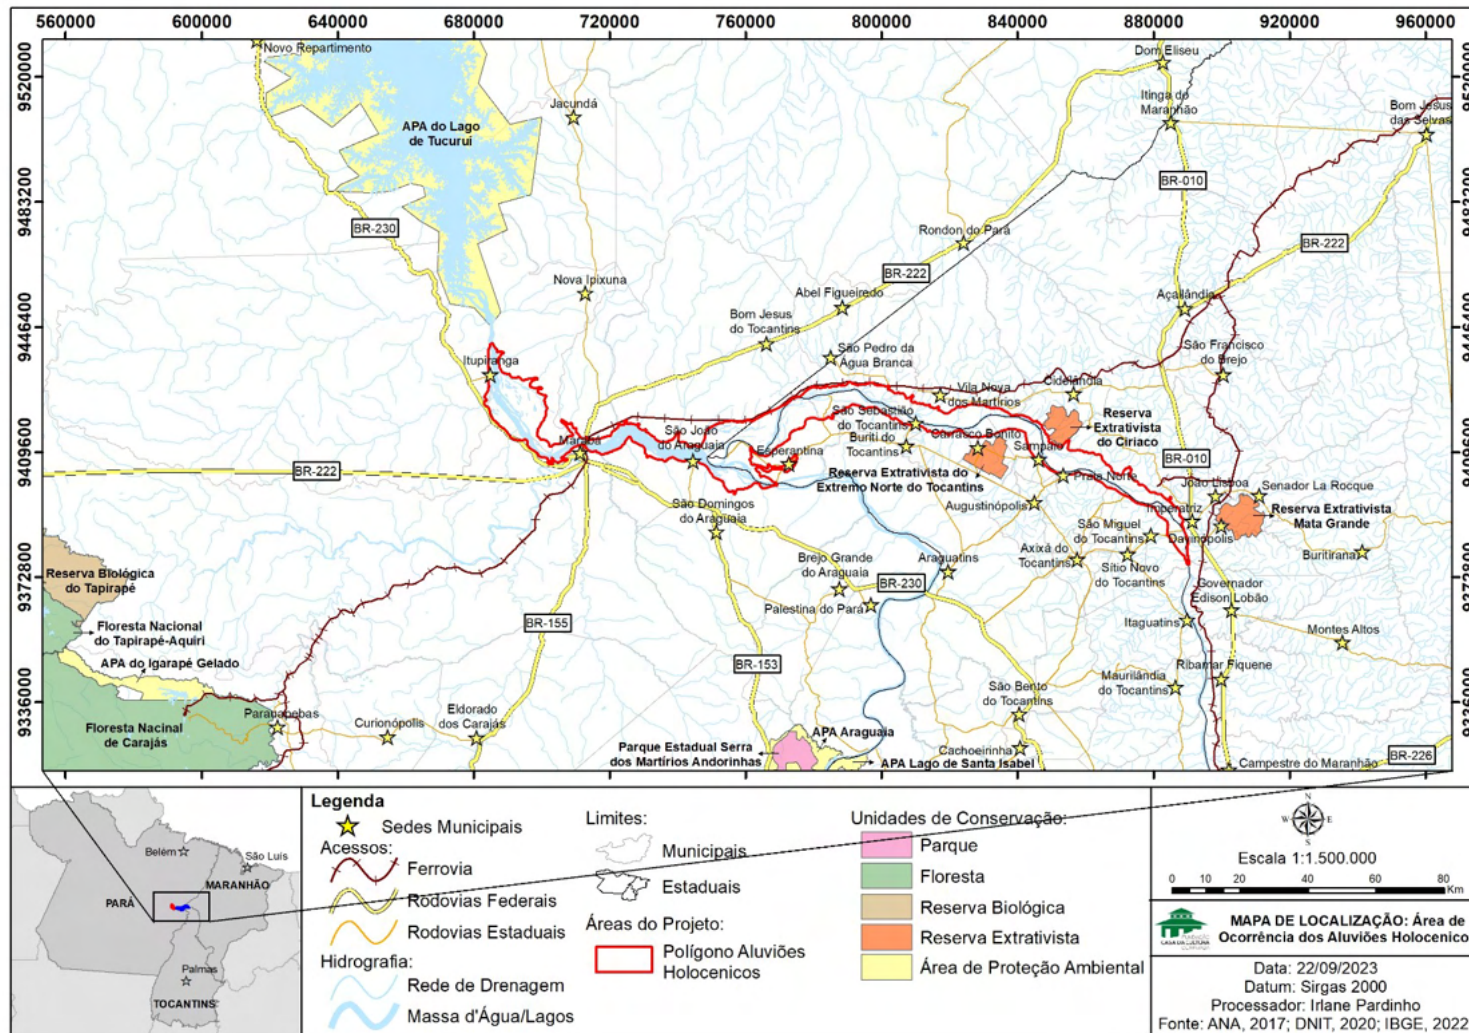 560000 600000 640000 680000 720000 760000 800000 840000 880000 920000 960000
9520000
9483200
9446400
9409600
9372800
9336000
9520000
9483200
9446400
9409600
9372800
9336000
Novo Repartimento
Dom Eliseu
Itinga do
Maranhão
Bom Jesus
das Selvas
Jacundá
APA do Lago
de Tucuruí
BR-010
BR-230
Rondon do Pará
BR-222
BR-222
Nova Ipixuna
Abel Figueiredo
Açailândia
Bom Jesus
do Tocantins
São Pedro da
Água Branca
São Francisco
do Brejo
Itupiranga
Vila Nova
dos Martírios
Cidelândia
São Sebastião
do Tocantins
Reserva
Extrativista
do Ciriaco
Marabá
São João
do Araguaia
Esperantina
Buriti do
Tocantins
Carrasco Bonito
Sampaio
BR-222
Reserva Extrativista do
Extremo Norte do Tocantins
Praia Norte
BR-010
João Lisboa
Senador La Rocque
Imperatriz
Reserva Extrativista
Mata Grande
São Domingos
do Araguaia
Augustinópolis
São Miguel
do Tocantins
Davinópolis
Buritirana
Reserva Biológica
do Tapirapé
Brejo Grande
do Araguaia
Araguatins
Axixá do
Tocantins
Sítio Novo
do Tocantins
BR-230
Palestina do Pará
Governador
Edison Lobão
Floresta Nacional
do Tapirapé-Aquiri
BR-155
Itaguatins
Montes Altos
APA do Igarapé Gelado
BR-153
Ribamar Fiquene
Maurilândia
do Tocantins
São Bento
do Tocantins
Parauapebas
Curionópolis
Eldorado
dos Carajás
Floresta Nacinal
de Carajás
APA Araguaia
Parque Estadual Serra
dos Martírios Andorinhas
Cachoeirinha
APA Lago de Santa Isabel
Campestre do Maranhão
BR-226
Belém
São Luís
MARANHÃO
PARÁ
Palmas
TOCANTINS
Legenda
Sedes Municipais
Acessos:
Ferrovia
Rodovias Federais
Rodovias Estaduais
Hidrografia:
Rede de Drenagem
Massa d'Água/Lagos
Limites:
Municipais
Estaduais
Áreas do Projeto:
Polígono Aluviões
Holocenicos
Unidades de Conservação:
Parque
Floresta
Reserva Biológica
Reserva Extrativista
Área de Proteção Ambiental
N
W E
S
Escala 1:1.500.000
0 10 20 40 60 80
Km
FUNDAÇÃO
CASA DA CULTURA
MAPA DE LOCALIZAÇÃO: Área de
Ocorrência dos Aluviões Holocenico
Data: 22/09/2023
Datum: Sirgas 2000
Processador: Irlane Pardinho
Fonte: ANA, 2017; DNIT, 2020; IBGE, 2022